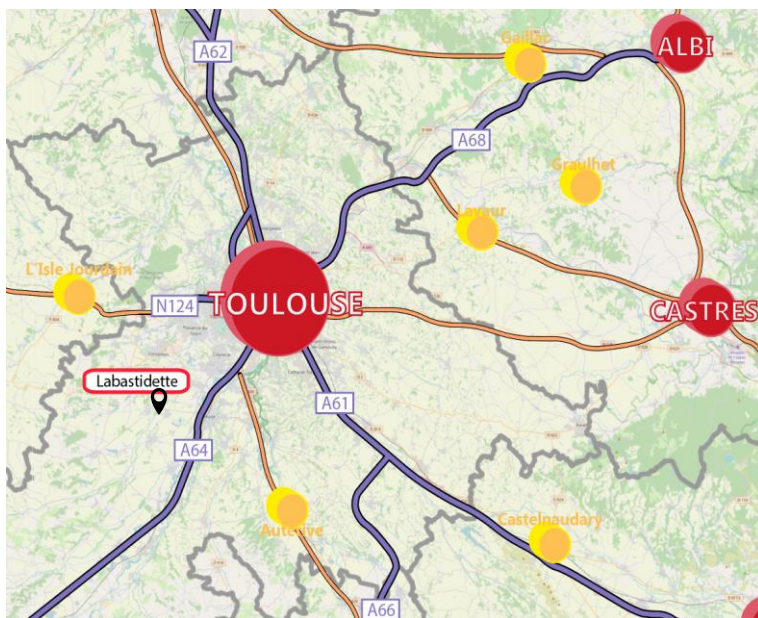 Gaillac
ALBI
A62
A68
Graulhet
Lavaur
L'Isle Jourdain
N124
TOULOUSE
CASTRES
Labastidette
A61
A64
Auterive
Castelnaudary
A66